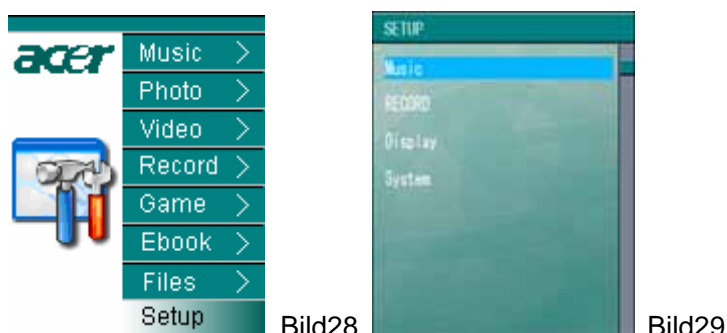 acer
Music >
Photo >
Video >
Record >
Game >
Ebook >
Files >
Setup
Bild28
SETUP
Music
RECORD
Display
System
Bild29